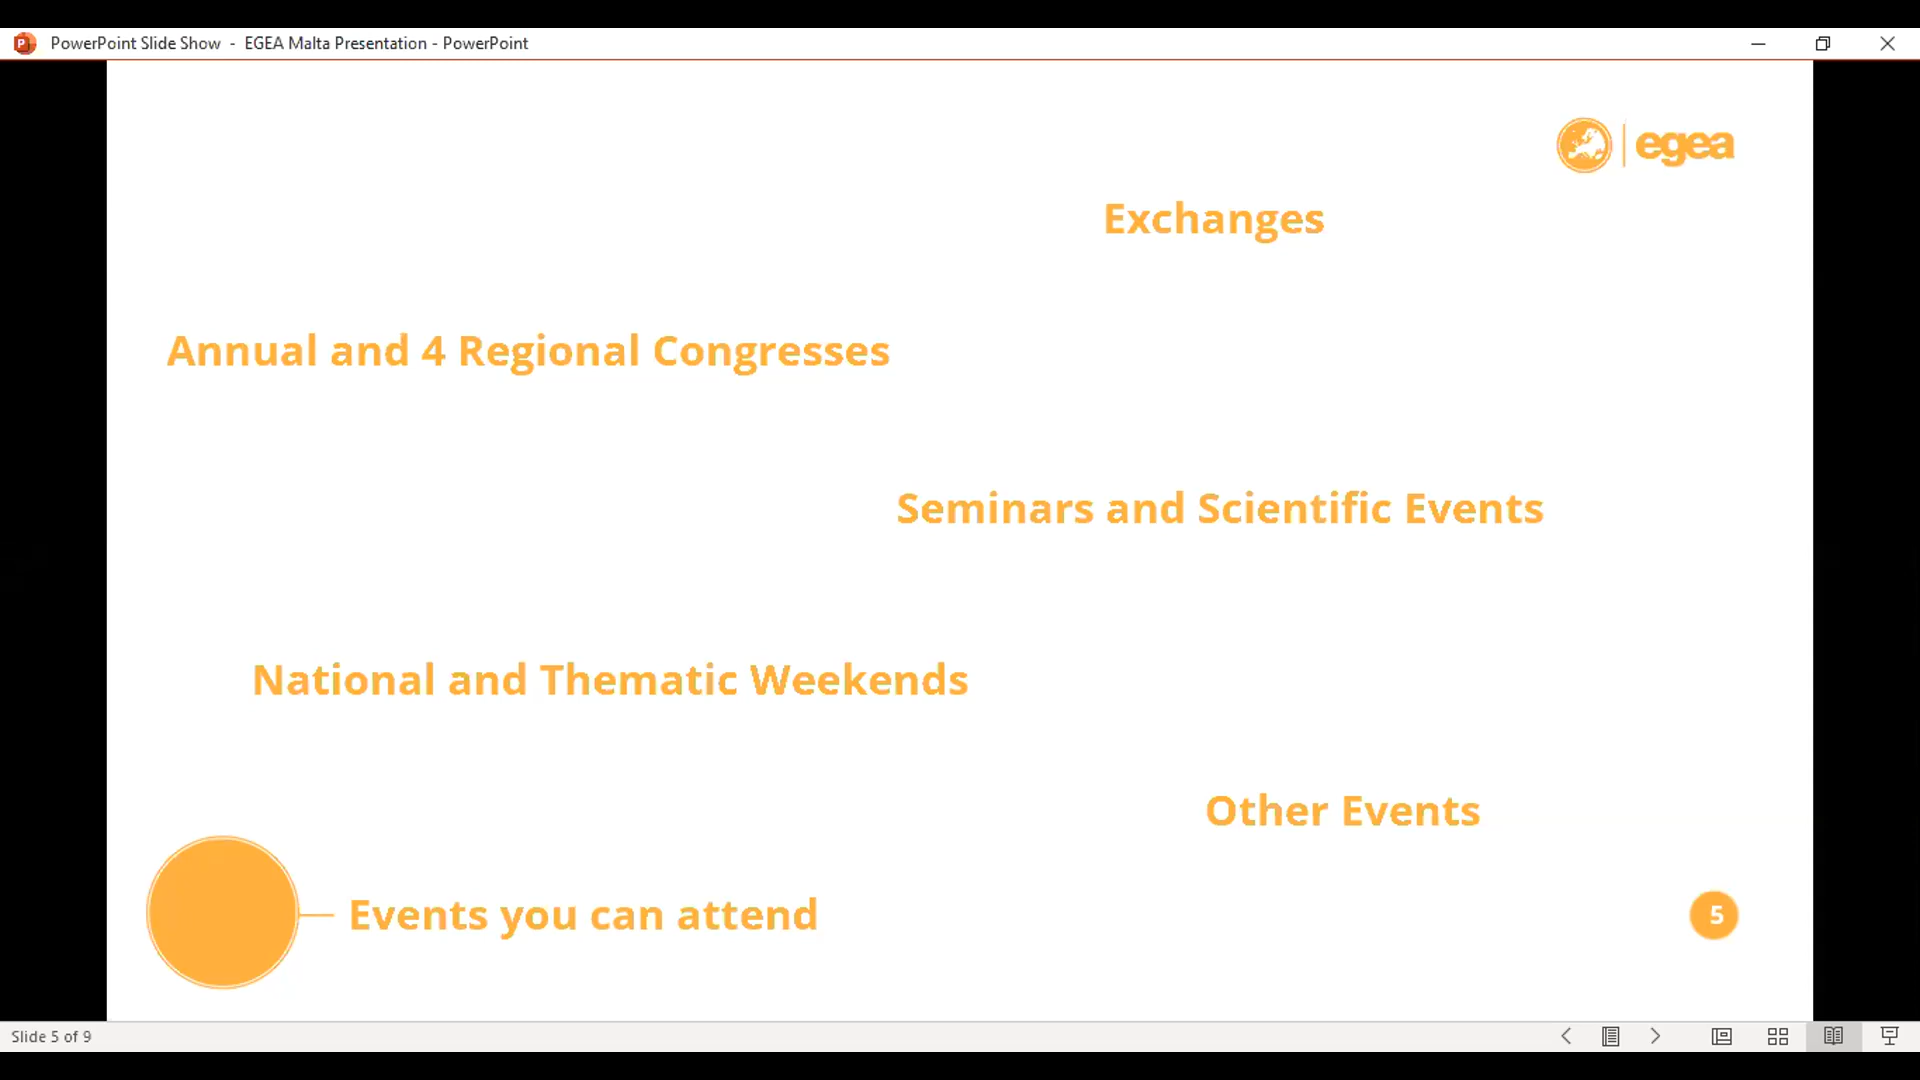 PowerPoint Slide Show - EGEA Malta Presentation - PowerPoint
egea
Exchanges
Annual and 4 Regional Congresses
Seminars and Scientific Events
National and Thematic Weekends
Other Events
Events you can attend
5
Slide 5 of 9